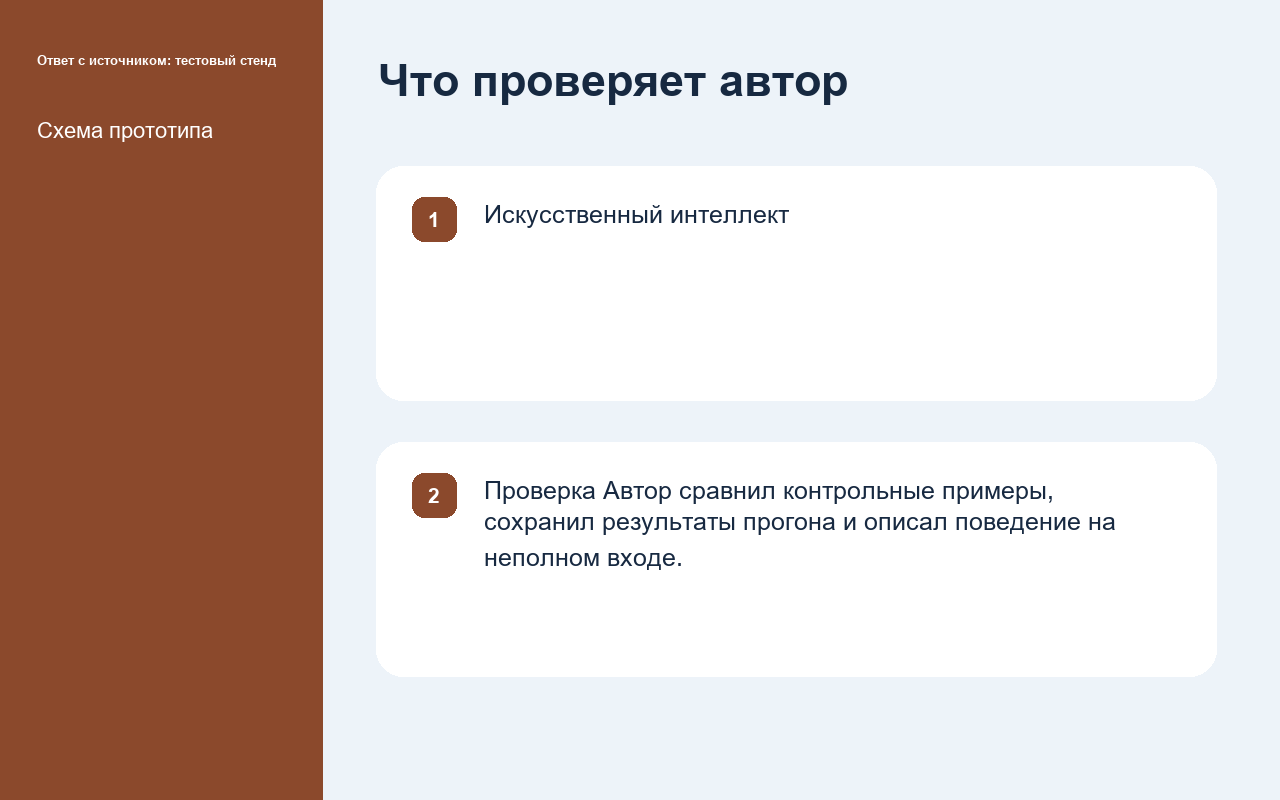 Ответ с источником: тестовый стенд
Схема прототипа
Что проверяет автор
1
Искусственный интеллект
2
Проверка Автор сравнил контрольные примеры,
сохранил результаты прогона и описал поведение на
неполном входе.